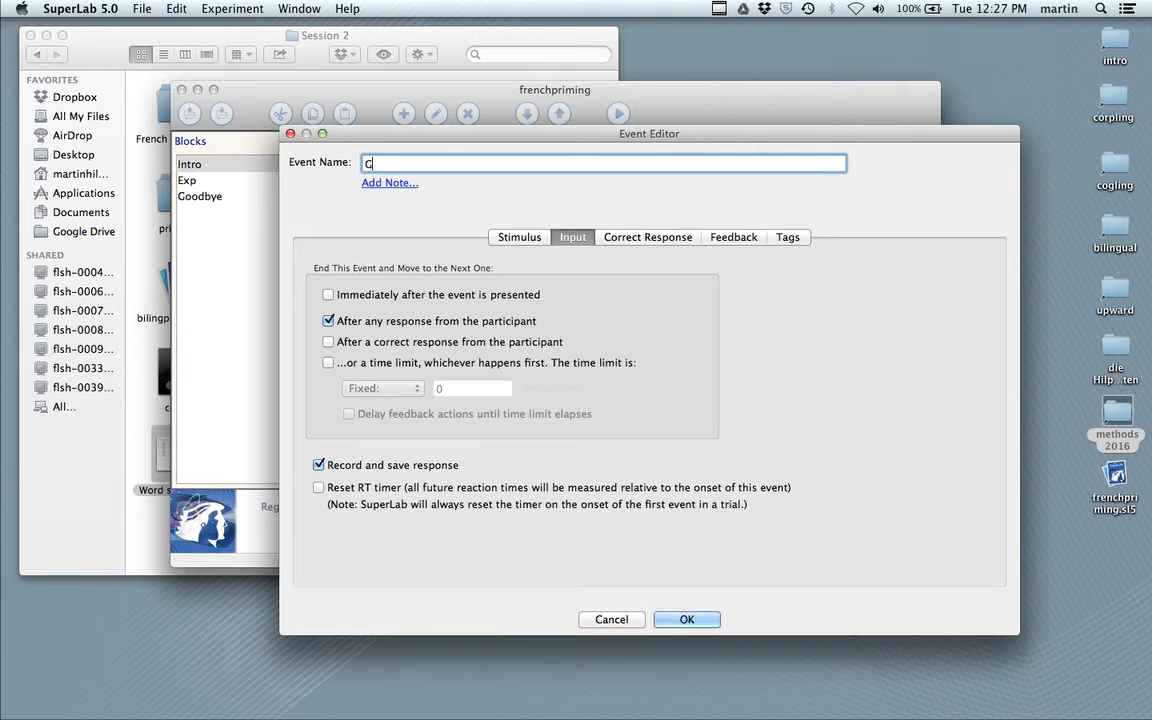 SuperLab 5.0 File Edit Experiment Window Help 100% Tue 12:27 PM martin
Session 2
FAVORITES
Dropbox
All My Files
AirDrop
Desktop
martinhil...
Applications
Documents
Google Drive
SHARED
flsh-0004...
flsh-0006...
flsh-0007...
flsh-0008...
flsh-0009...
flsh-0033...
flsh-0039...
All...
French
pri
bilingp
Word s
frenchpriming
Blocks
Intro
Exp
Goodbye
Reg
Event Editor
Event Name: G
Add Note...
Stimulus Input Correct Response Feedback Tags
End This Event and Move to the Next One:
Immediately after the event is presented
After any response from the participant
After a correct response from the participant
...or a time limit, whichever happens first. The time limit is:
Fixed: 0
Delay feedback actions until time limit elapses
Record and save response
Reset RT timer (all future reaction times will be measured relative to the onset of this event)
(Note: SuperLab will always reset the timer on the onset of the first event in a trial.)
Cancel OK
intro
corpling
cogling
bilingual
upward
die
Hilp...ten
methods
2016
frenchpri
ming.sl5